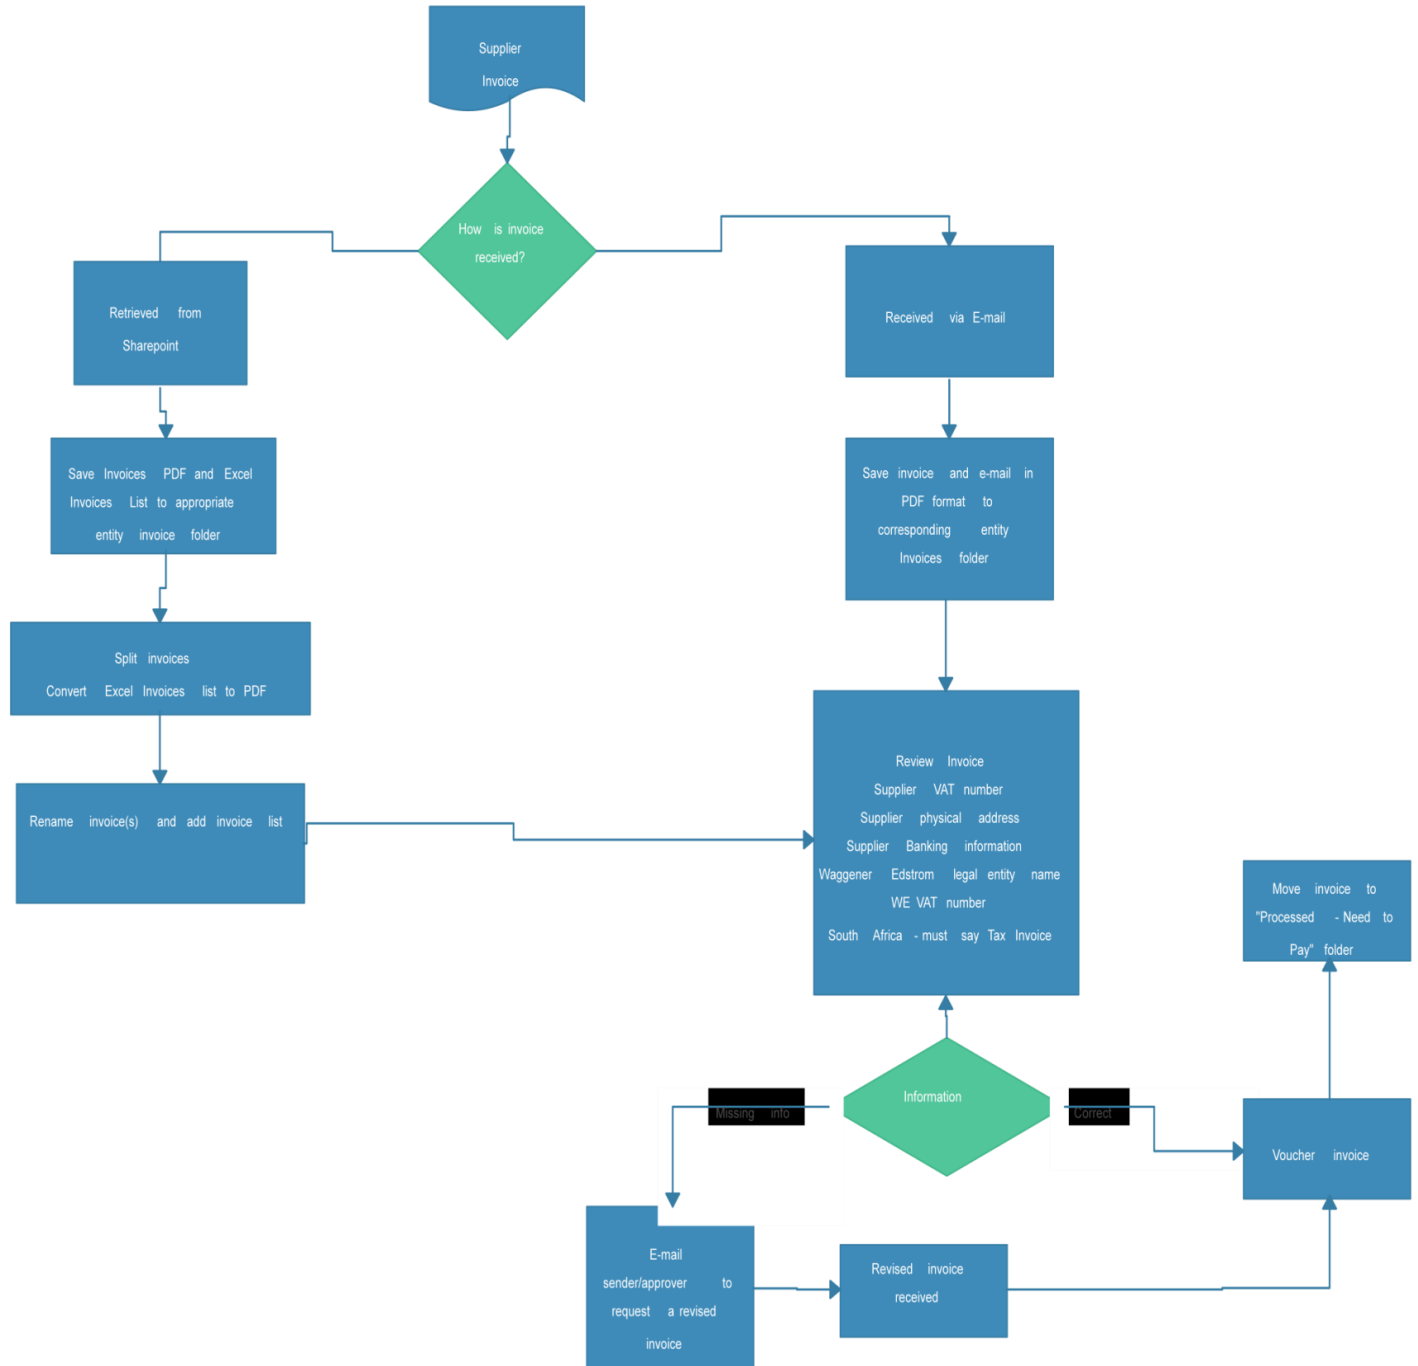 Supplier
Invoice
How is invoice
received?
Retrieved from
Sharepoint
Received via E-mail
Save Invoices PDF and Excel
Invoices List to appropriate
entity invoice folder
Save invoice and e-mail in
PDF format to
corresponding entity
Invoices folder
Split invoices
Convert Excel Invoices list to PDF
Rename invoice(s) and add invoice list
Review Invoice
Supplier VAT number
Supplier physical address
Supplier Banking information
Waggener Edstrom legal entity name
WE VAT number
South Africa - must say Tax Invoice
Move invoice to
"Processed - Need to
Pay" folder
Information
Missing info
Correct
Voucher invoice
E-mail
sender/approver to
request a revised
invoice
Revised invoice
received